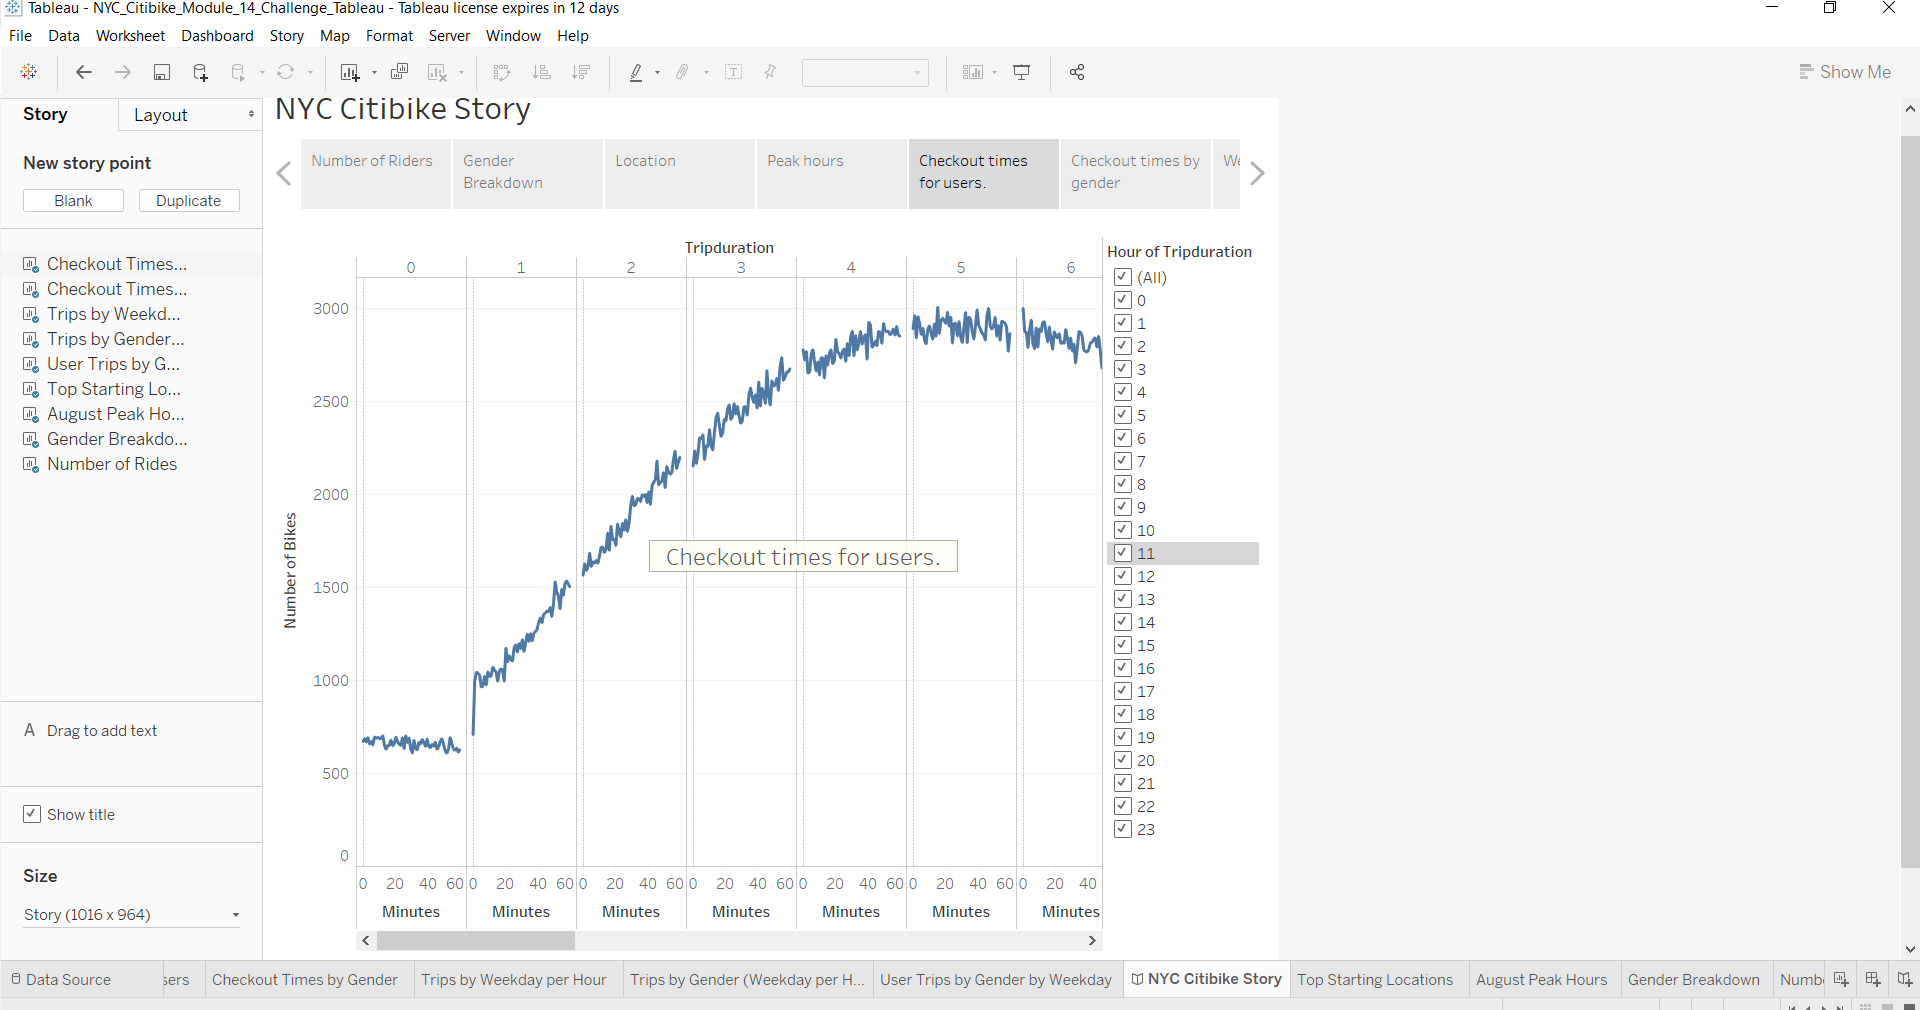 Tableau - NYC_Citibike_Module_14_Challenge_Tableau - Tableau license expires in 12 days
File Data Worksheet Dashboard Story Map Format Server Window Help
Show Me
Story Layout
New story point
Blank Duplicate
Checkout Times...
Checkout Times...
Trips by Weekd...
Trips by Gender...
User Trips by G...
Top Starting Lo...
August Peak Ho...
Gender Breakdo...
Number of Rides
A Drag to add text
Show title
Size
Story (1016 x 964)
NYC Citibike Story
Number of Riders
Gender
Breakdown
Location
Peak hours
Checkout times
for users.
Checkout times by
gender
We
Tripduration
0 1 2 3 4 5 6
3000
2500
2000
1500
1000
500
0
Number of Bikes
Checkout times for users.
0 20 40 60 0 20 40 60 0 20 40 60 0 20 40 60 0 20 40 60 0 20 40 60 0 20 40
Minutes Minutes Minutes Minutes Minutes Minutes Minutes
Hour of Tripduration
(All)
0
1
2
3
4
5
6
7
8
9
10
11
12
13
14
15
16
17
18
19
20
21
22
23
Data Source sers Checkout Times by Gender Trips by Weekday per Hour Trips by Gender (Weekday per H... User Trips by Gender by Weekday NYC Citibike Story Top Starting Locations August Peak Hours Gender Breakdown Numb